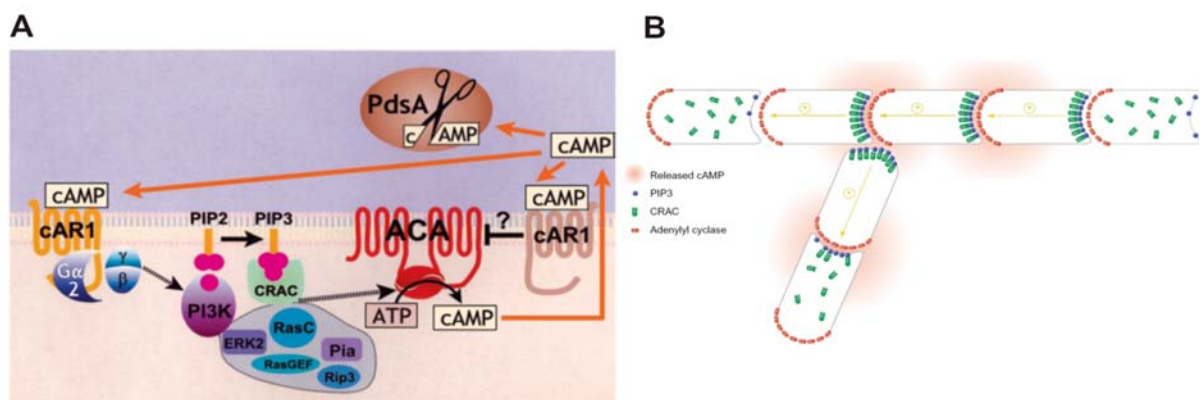 A
PdsA
c AMP
cAMP
cAMP
cAMP
cAR1
PIP2
PIP3
ACA
?
cAR1
Gα
2
γ
β
PI3K
CRAC
ATP
cAMP
ERK2
RasC
Pia
RasGEF
Rip3
B
+
+
+
+
Released cAMP
PIP3
CRAC
Adenylyl cyclase